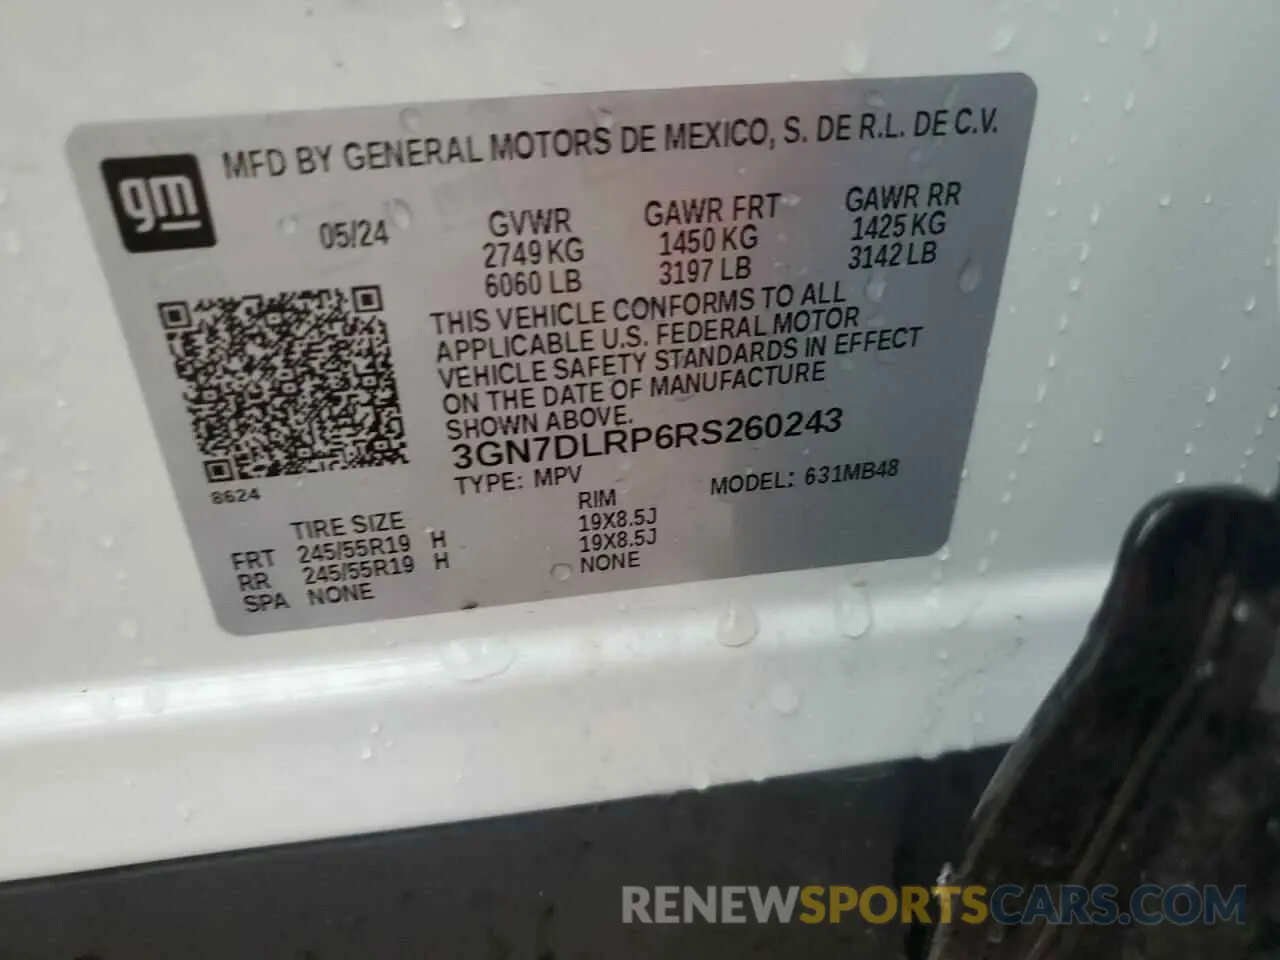 gm
MFD BY GENERAL MOTORS DE MEXICO, S. DE R.L. DE C.V.
05/24
GVWR
2749 KG
6060 LB
GAWR FRT
1450 KG
3197 LB
GAWR RR
1425 KG
3142 LB
THIS VEHICLE CONFORMS TO ALL
APPLICABLE U.S. FEDERAL MOTOR
VEHICLE SAFETY STANDARDS IN EFFECT
ON THE DATE OF MANUFACTURE
SHOWN ABOVE.
3GN7DLRP6RS260243
TYPE: MPV
MODEL: 631MB48
8624
TIRE SIZE RIM
FRT 245/55R19 H 19X8.5J
RR 245/55R19 H 19X8.5J
SPA NONE NONE
RENEWSPORTSCARS.COM